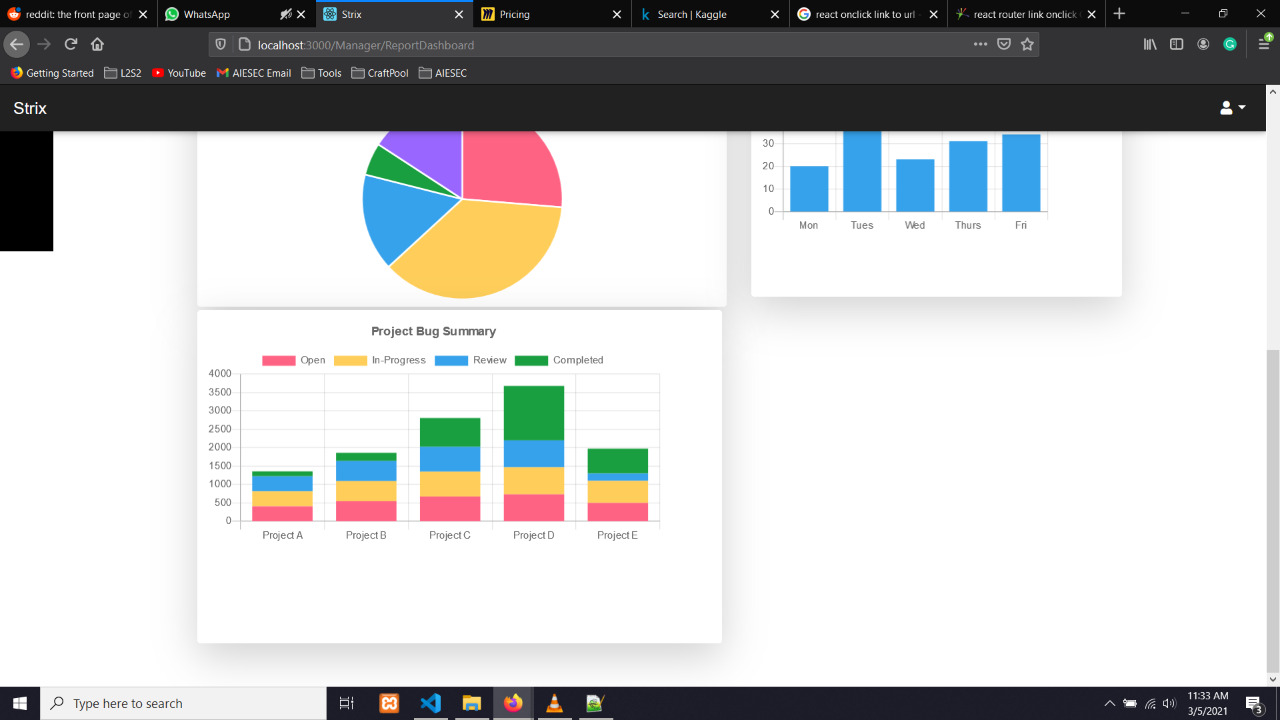 reddit: the front page of
WhatsApp
Strix
Pricing
Search | Kaggle
react onclick link to url
react router link onclick
localhost:3000/Manager/ReportDashboard
Getting Started
L2S2
YouTube
AIESEC Email
Tools
CraftPool
AIESEC
Strix
30
20
10
0
Mon Tues Wed Thurs Fri
Project Bug Summary
Open In-Progress Review Completed
4000
3500
3000
2500
2000
1500
1000
500
0
Project A Project B Project C Project D Project E
Type here to search
11:33 AM
3/5/2021
3